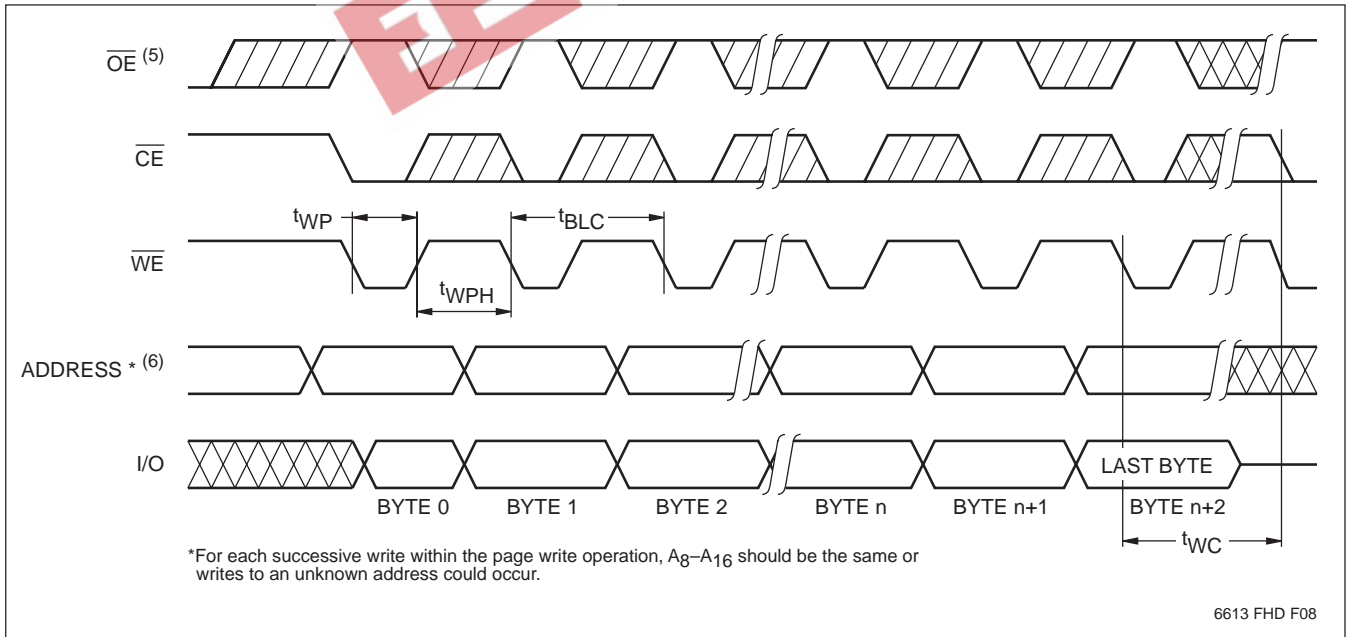 OE (5)
CE
tWP
tBLC
WE
tWPH
ADDRESS * (6)
I/O
LAST BYTE
BYTE 0 BYTE 1 BYTE 2 BYTE n BYTE n+1 BYTE n+2
tWC
*For each successive write within the page write operation, A8–A16 should be the same or
writes to an unknown address could occur.
6613 FHD F08